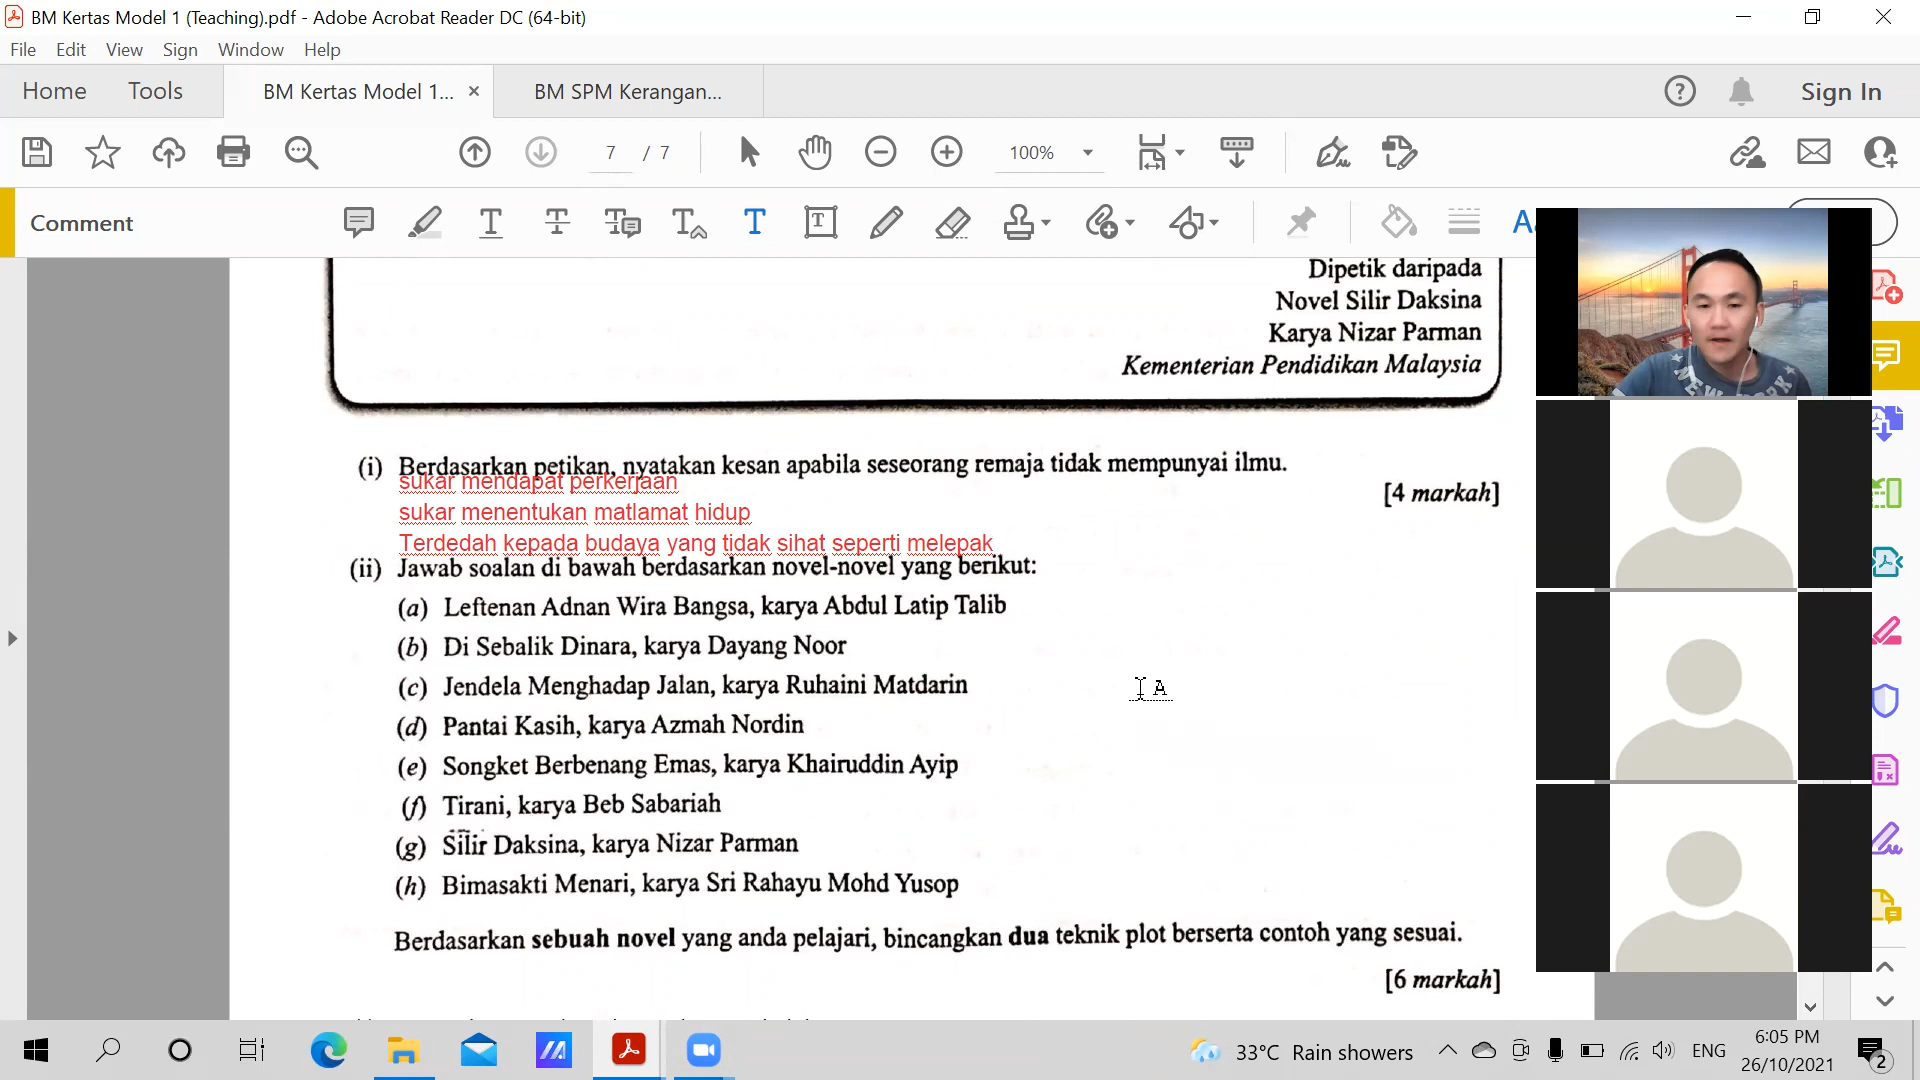 BM Kertas Model 1 (Teaching).pdf - Adobe Acrobat Reader DC (64-bit)
File Edit View Sign Window Help
Home Tools BM Kertas Model 1... × BM SPM Kerangan... Sign In
7 / 7 100%
Comment
Dipetik daripada
Novel Silir Daksina
Karya Nizar Parman
Kementerian Pendidikan Malaysia
(i) Berdasarkan petikan, nyatakan kesan apabila seseorang remaja tidak mempunyai ilmu.
sukar mendapat perkerjaan
[4 markah]
sukar menentukan matlamat hidup
Terdedah kepada budaya yang tidak sihat seperti melepak
(ii) Jawab soalan di bawah berdasarkan novel-novel yang berikut:
(a) Leftenan Adnan Wira Bangsa, karya Abdul Latip Talib
(b) Di Sebalik Dinara, karya Dayang Noor
(c) Jendela Menghadap Jalan, karya Ruhaini Matdarin
(d) Pantai Kasih, karya Azmah Nordin
(e) Songket Berbenang Emas, karya Khairuddin Ayip
(f) Tirani, karya Beb Sabariah
(g) Silir Daksina, karya Nizar Parman
(h) Bimasakti Menari, karya Sri Rahayu Mohd Yusop
Berdasarkan sebuah novel yang anda pelajari, bincangkan dua teknik plot berserta contoh yang sesuai.
[6 markah]
33°C Rain showers ENG 6:05 PM
26/10/2021 2